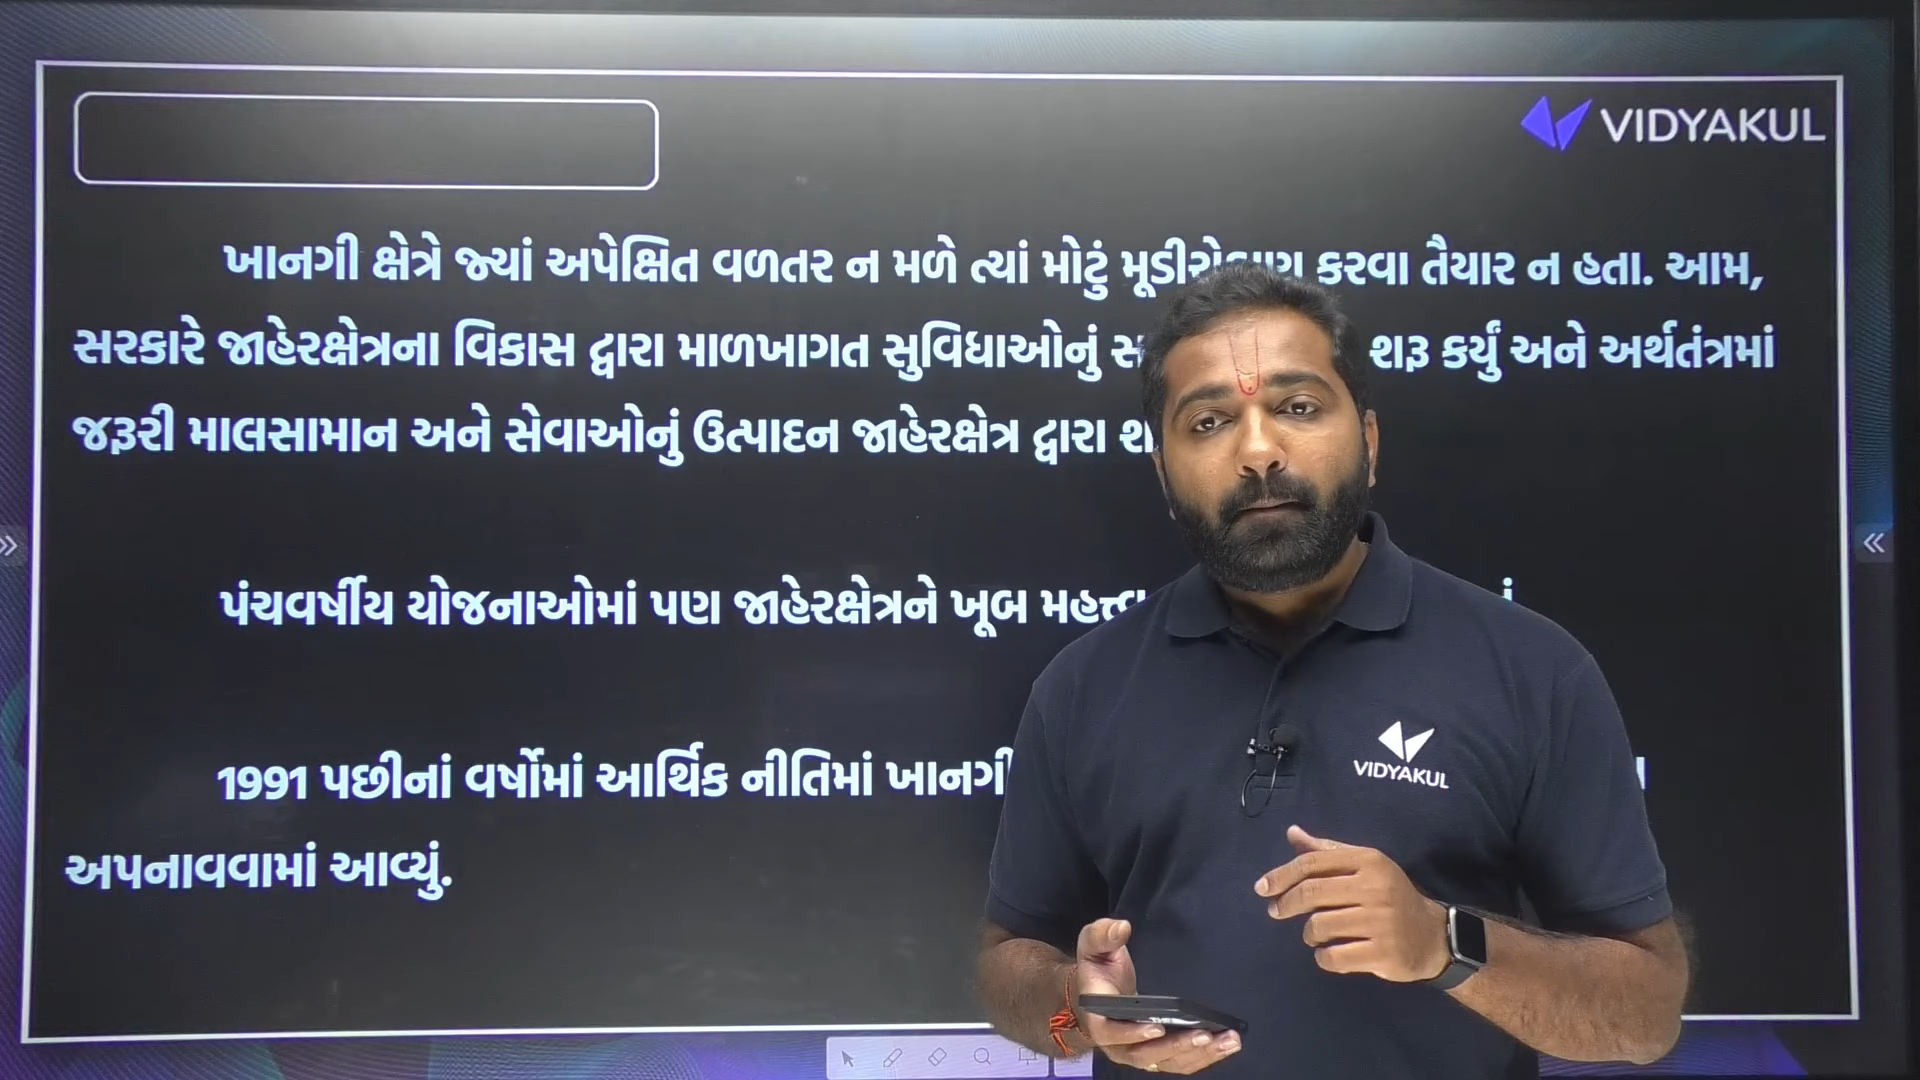 VIDYAKUL
ખાનગી ક્ષેત્રે જ્યાં અપેક્ષિત વળતર ન મળે ત્યાં મોટું કરવા તૈયાર ન હતા. આમ,
સરકારે જાહેરક્ષેત્રના વિકાસ દ્વારા માળખાગત સુવિધાઓનું શરૂ કર્યું અને અર્થતંત્રમાં
જરૂરી માલસામાન અને સેવાઓનું ઉત્પાદન જાહેરક્ષેત્ર દ્વારા
પંચવર્ષીય યોજનાઓમાં પણ જાહેરક્ષેત્રને ખૂબ
1991 પછીનાં વર્ષોમાં આર્થિક નીતિમાં ખાનગી
અપનાવવામાં આવ્યું.
VIDYAKUL